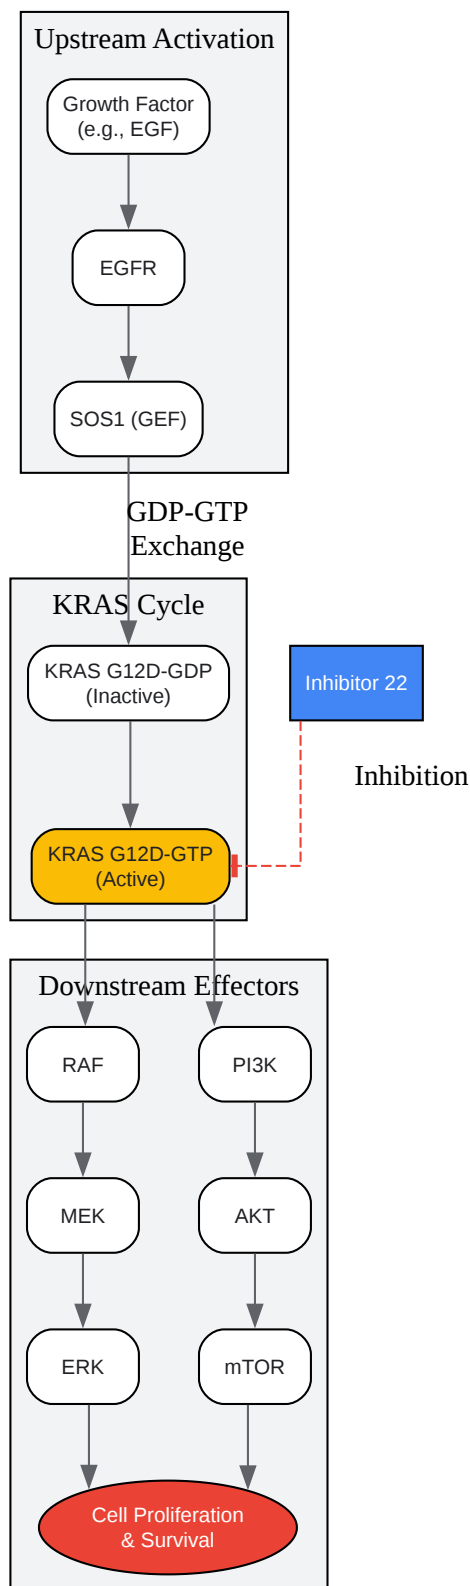 Upstream Activation
Growth Factor
(e.g., EGF)
EGFR
SOS1 (GEF)
GDP-GTP
Exchange
KRAS Cycle
KRAS G12D-GDP
(Inactive)
Inhibitor 22
Inhibition
KRAS G12D-GTP
(Active)
Downstream Effectors
RAF
PI3K
MEK
AKT
ERK
mTOR
Cell Proliferation
& Survival